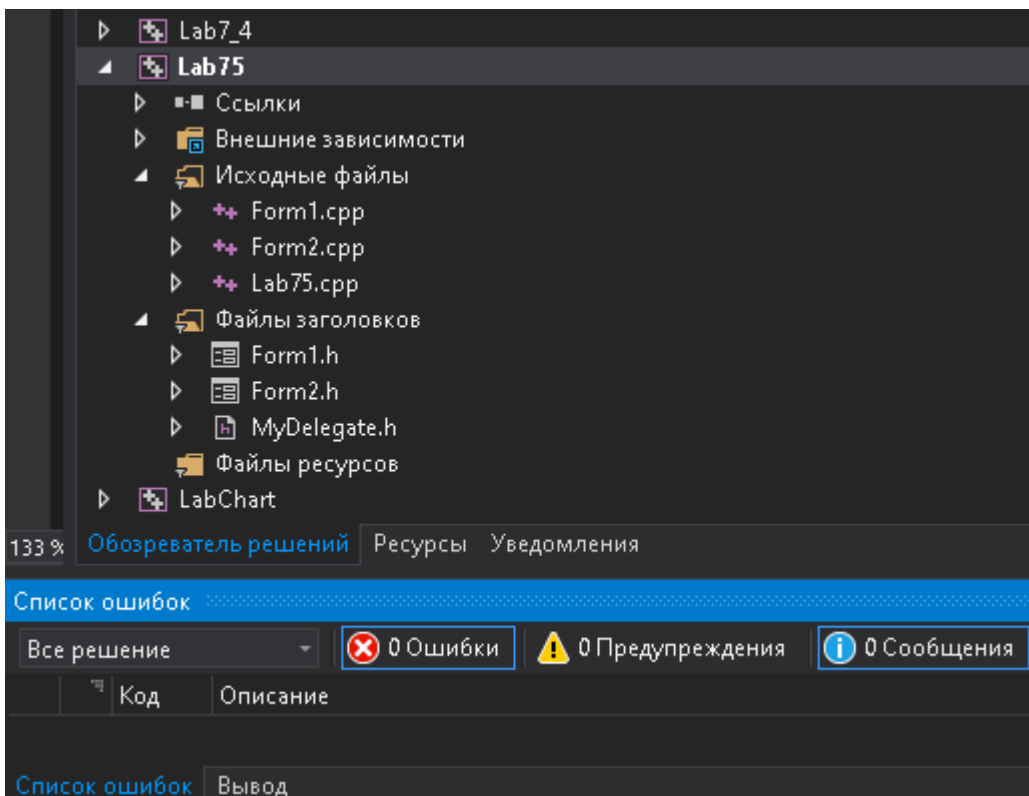 Lab7_4
Lab75
Ссылки
Внешние зависимости
Исходные файлы
Form1.cpp
Form2.cpp
Lab75.cpp
Файлы заголовков
Form1.h
Form2.h
MyDelegate.h
Файлы ресурсов
LabChart
133 %
Обозреватель решений Ресурсы Уведомления
Список ошибок
Все решение 0 Ошибки 0 Предупреждения 0 Сообщения
Код Описание
Список ошибок Вывод